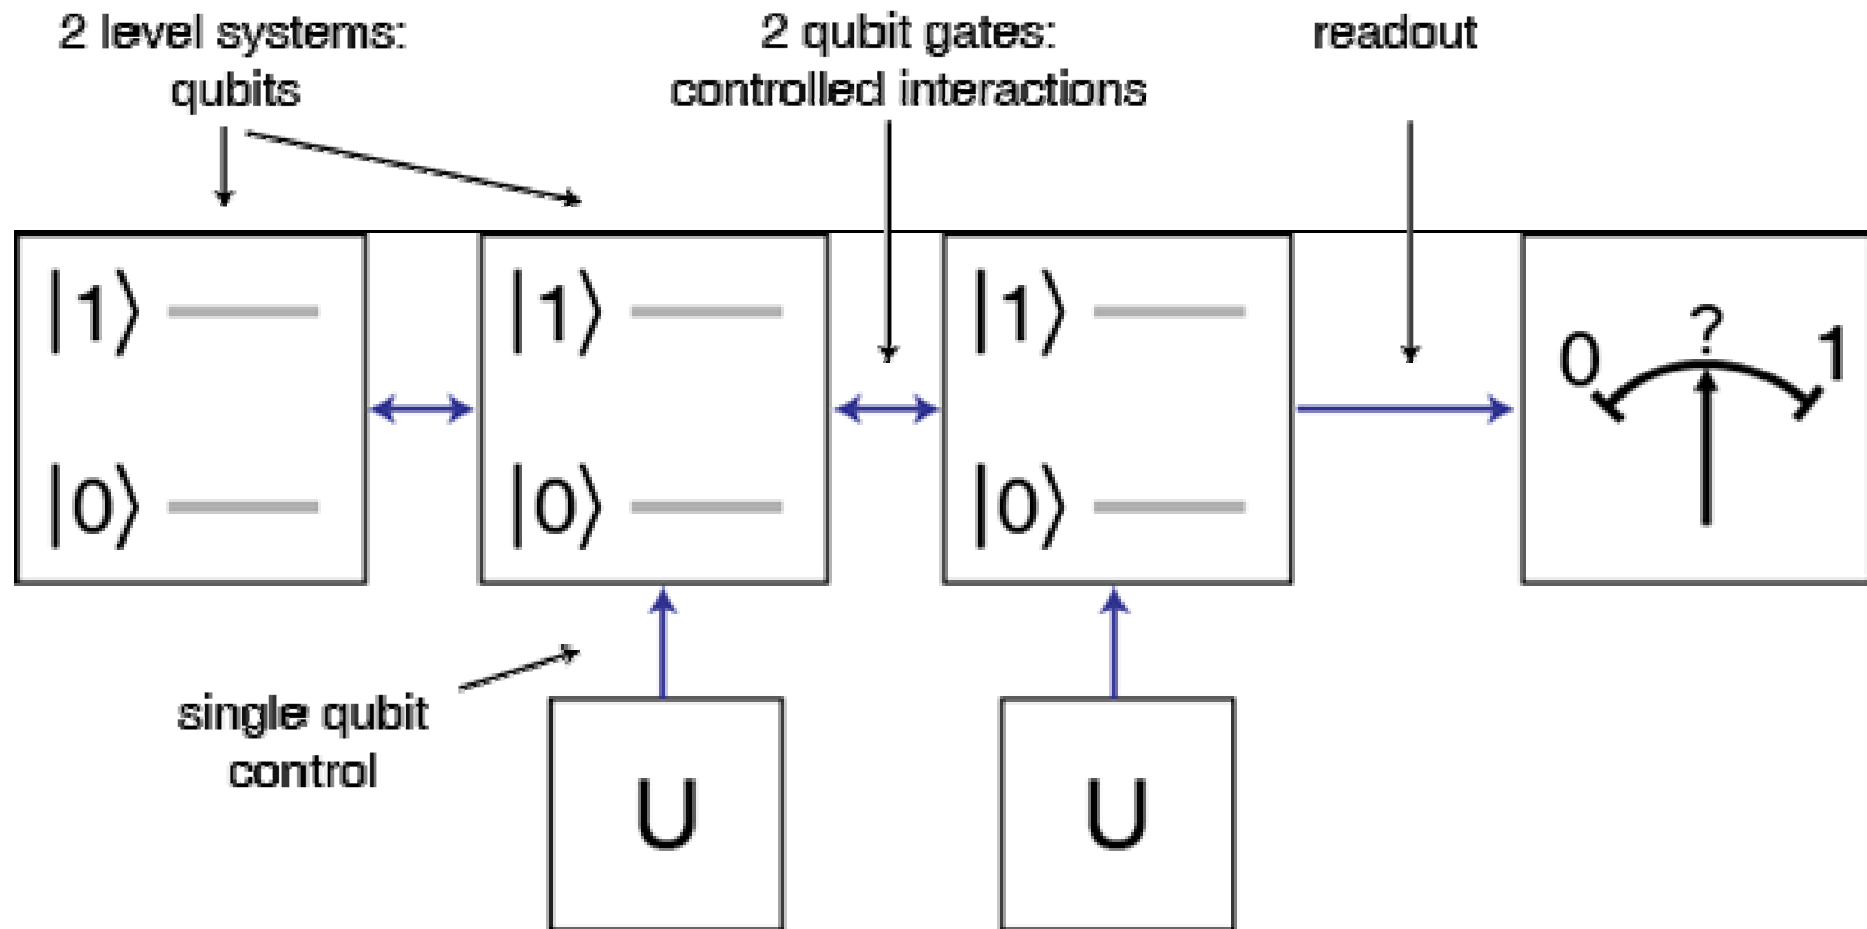 2 level systems:
qubits
2 qubit gates:
controlled interactions
readout
|1⟩
|1⟩
|1⟩
0 ? 1
|0⟩
|0⟩
|0⟩
single qubit
control
U
U